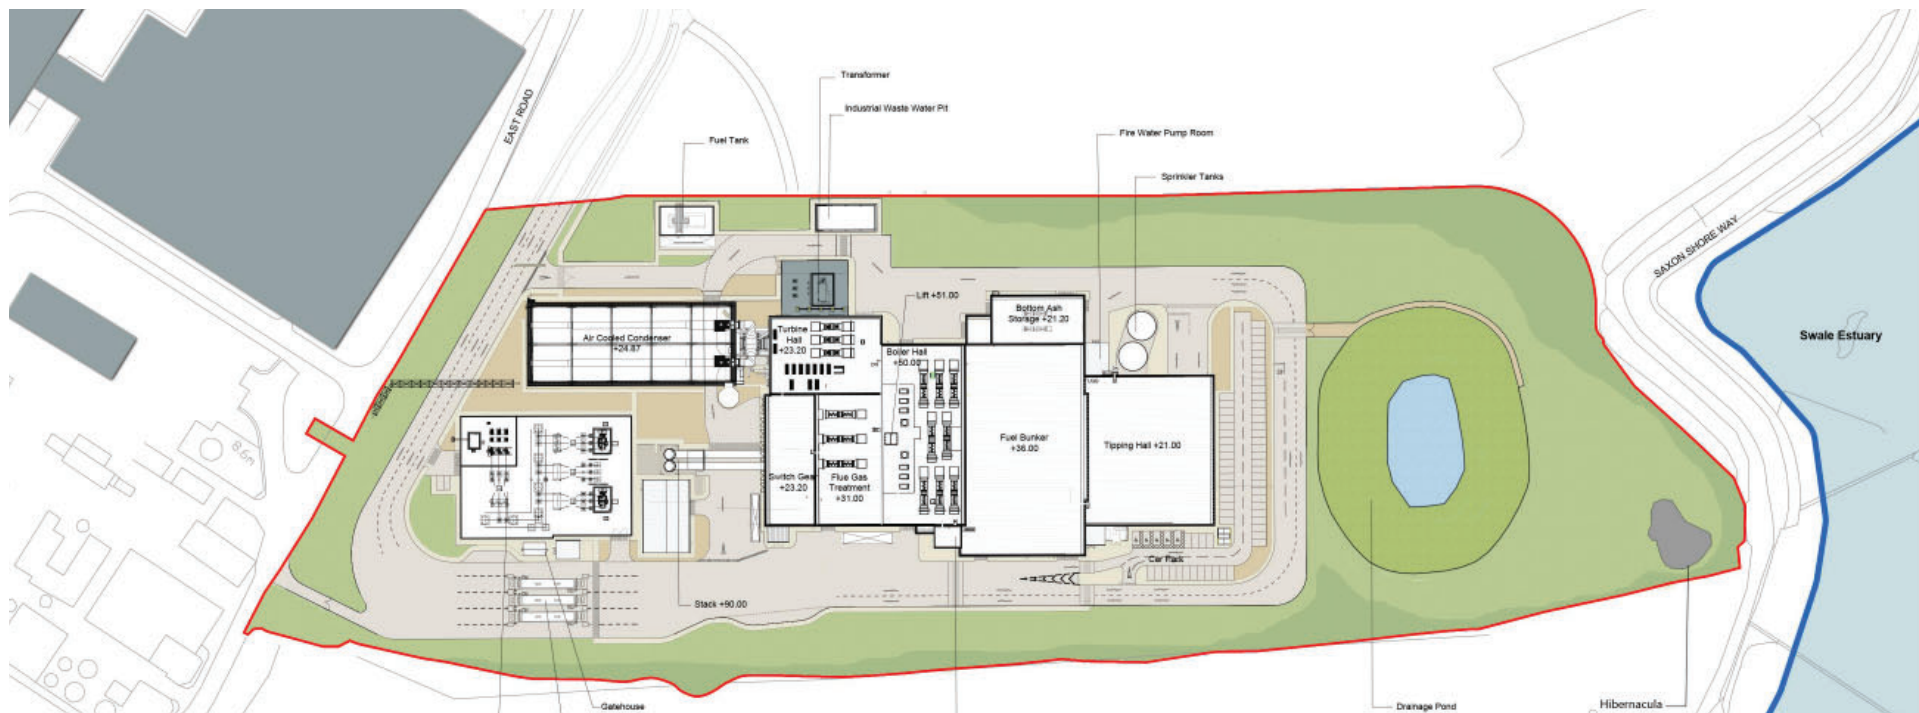 Transformer
Industrial Waste Water Pit
EAST ROAD
Fuel Tank
Fire Water Pump Room
Sprinkler Tanks
SAXON SHORE WAY
Lift +51.00
Bottom Ash
Storage +21.20
Turbine
Hall
+23.20
Air Cooled Condenser
+24.87
Boiler Hall
+50.00
Swale Estuary
8.6m
Fuel Bunker
+36.00
Tipping Hall +21.00
Switch Gear
+23.20
Flue Gas
Treatment
+31.00
Car Park
Stack +90.00
Gatehouse
Drainage Pond
Hibernacula